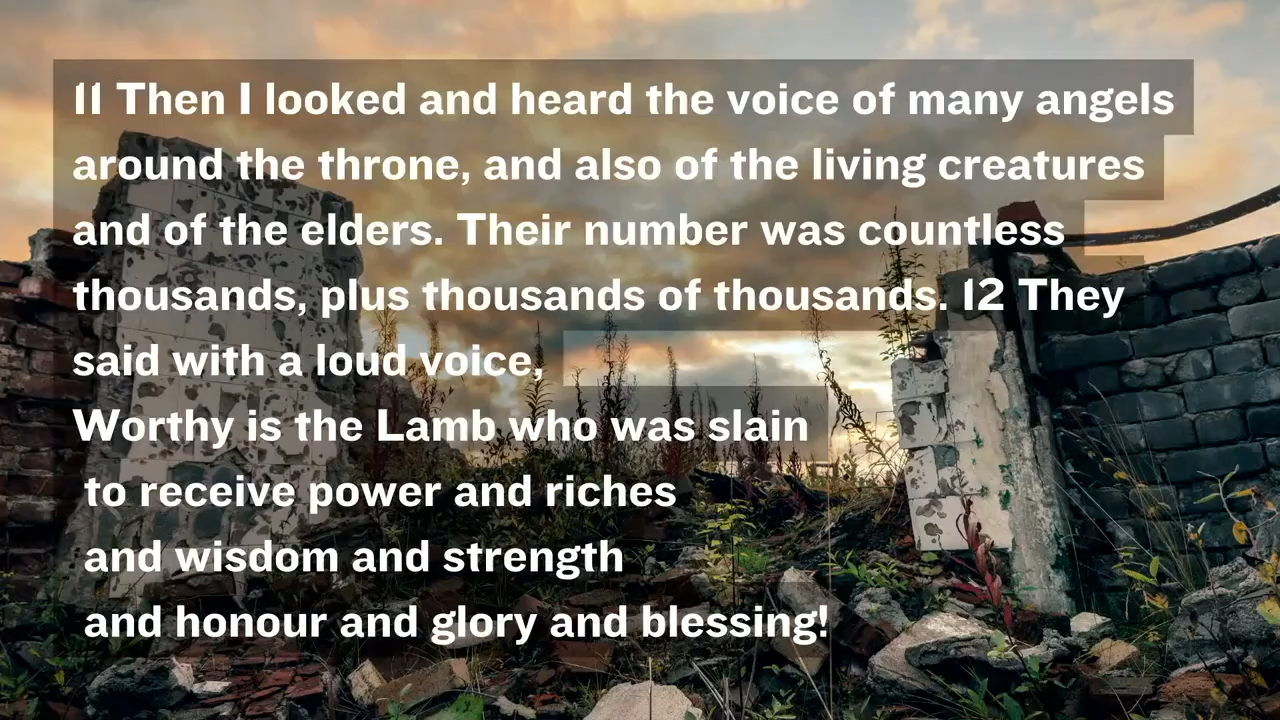 11 Then I looked and heard the voice of many angels
around the throne, and also of the living creatures
and of the elders. Their number was countless
thousands, plus thousands of thousands. 12 They
said with a loud voice,
Worthy is the Lamb who was slain
to receive power and riches
and wisdom and strength
and honour and glory and blessing!